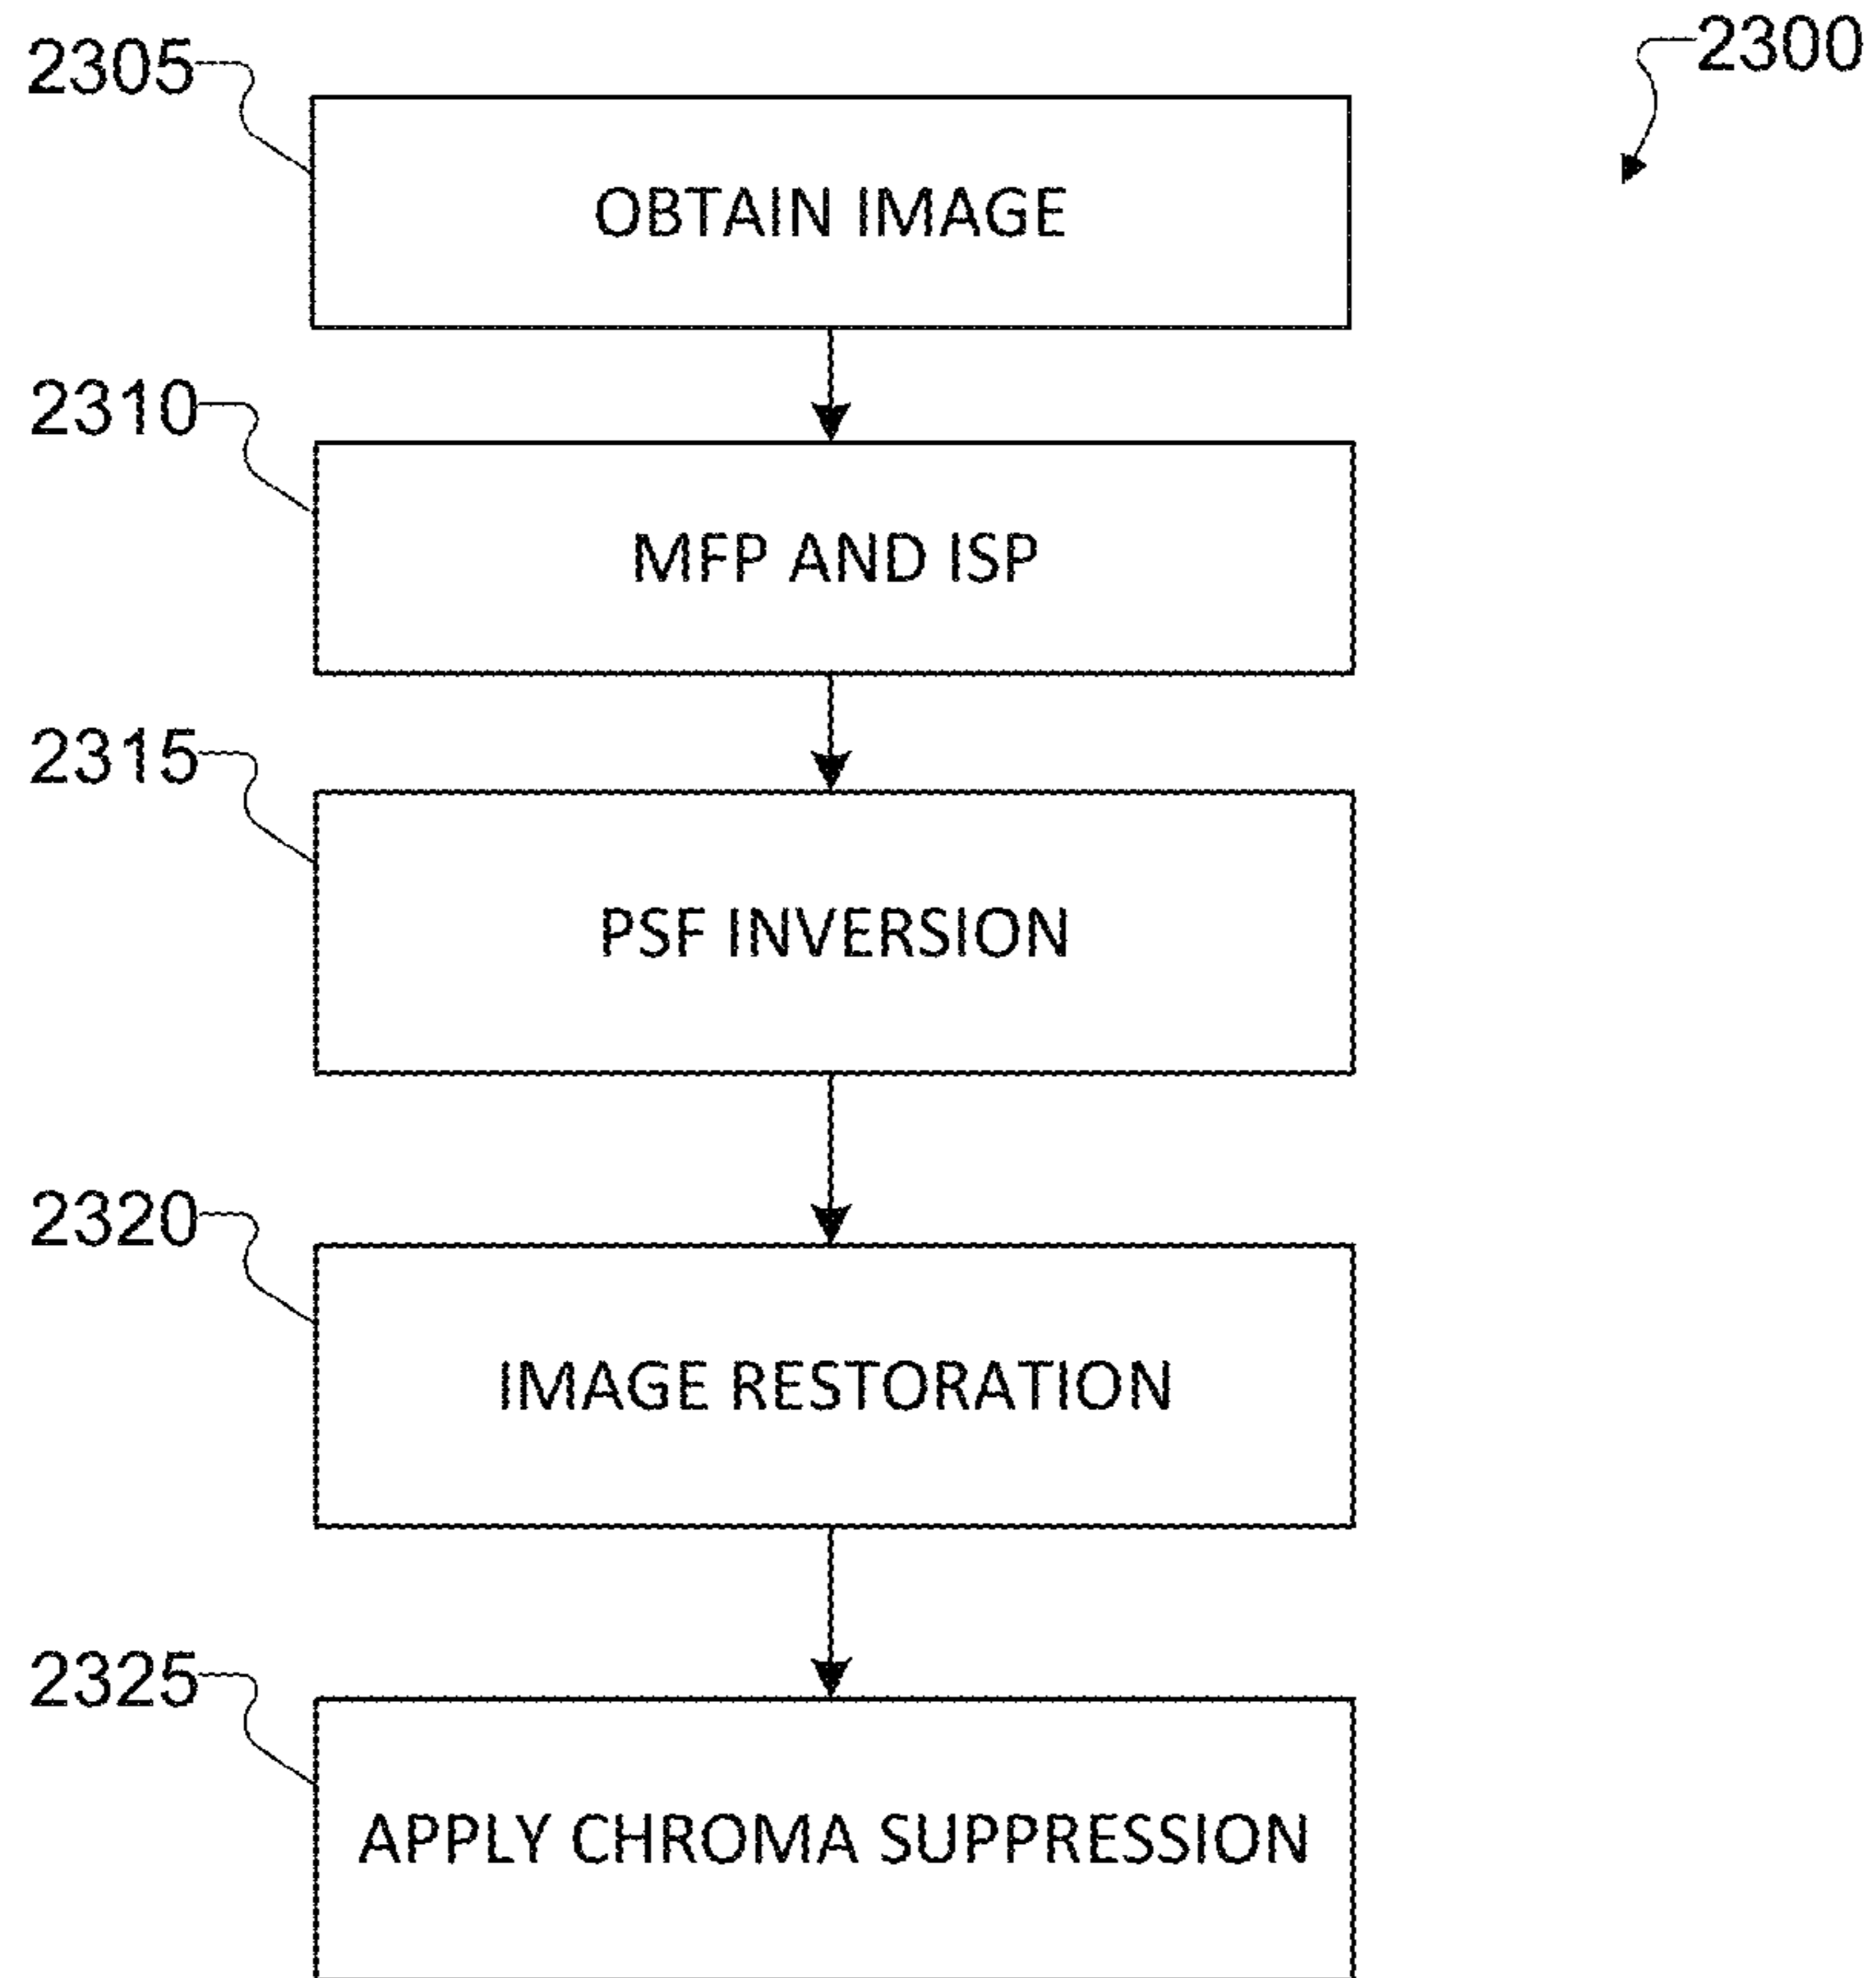 2300
2305
OBTAIN IMAGE
2310
MFP AND ISP
2315
PSF INVERSION
2320
IMAGE RESTORATION
2325
APPLY CHROMA SUPPRESSION